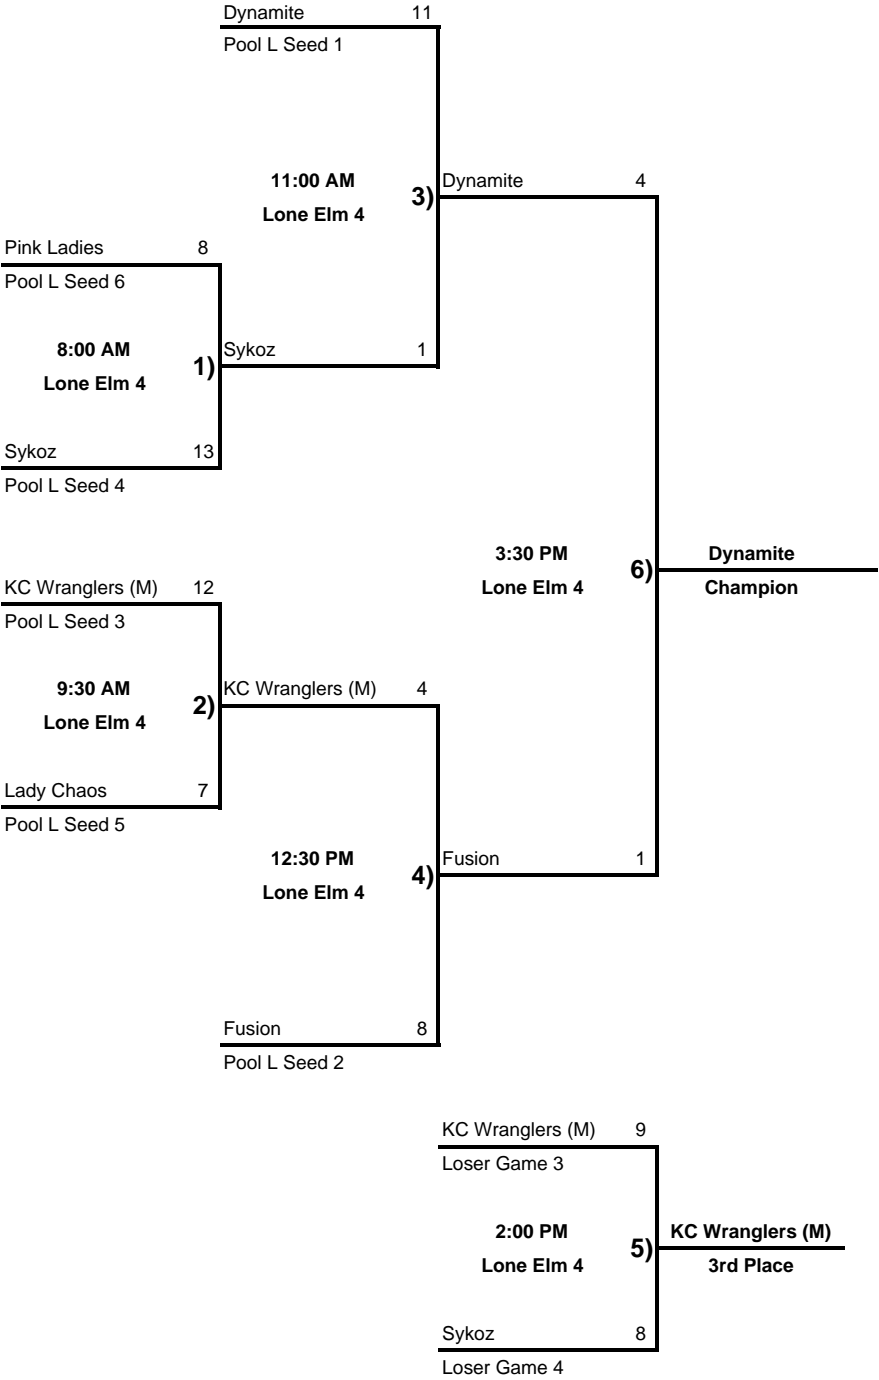 Dynamite 11
Pool L Seed 1
11:00 AM
Lone Elm 4
3)
Dynamite 4
Pink Ladies 8
Pool L Seed 6
8:00 AM
Lone Elm 4
1)
Sykoz 1
Sykoz 13
Pool L Seed 4
3:30 PM
Lone Elm 4
6)
Dynamite
Champion
KC Wranglers (M) 12
Pool L Seed 3
9:30 AM
Lone Elm 4
2)
KC Wranglers (M) 4
Lady Chaos 7
Pool L Seed 5
12:30 PM
Lone Elm 4
4)
Fusion 1
Fusion 8
Pool L Seed 2
KC Wranglers (M) 9
Loser Game 3
2:00 PM
Lone Elm 4
5)
KC Wranglers (M)
3rd Place
Sykoz 8
Loser Game 4